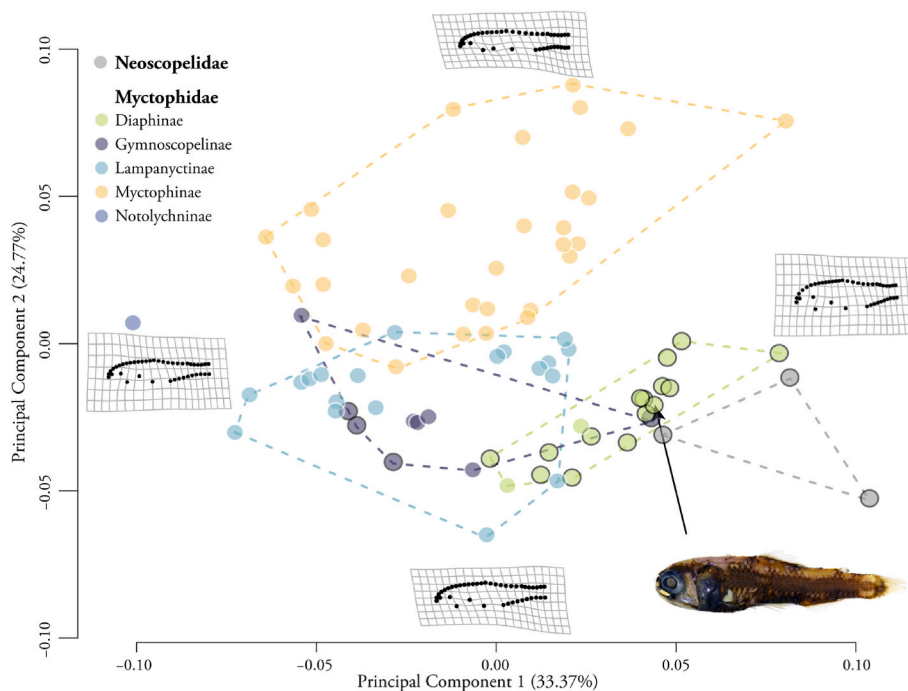 0.10
0.05
0.00
-0.05
-0.10
Principal Component 2 (24.77%)
Neoscopelidae
Myctophidae
Diaphinae
Gymnoscopelinae
Lampanyctinae
Myctophinae
Notolychninae
-0.10
-0.05
0.00
0.05
0.10
Principal Component 1 (33.37%)